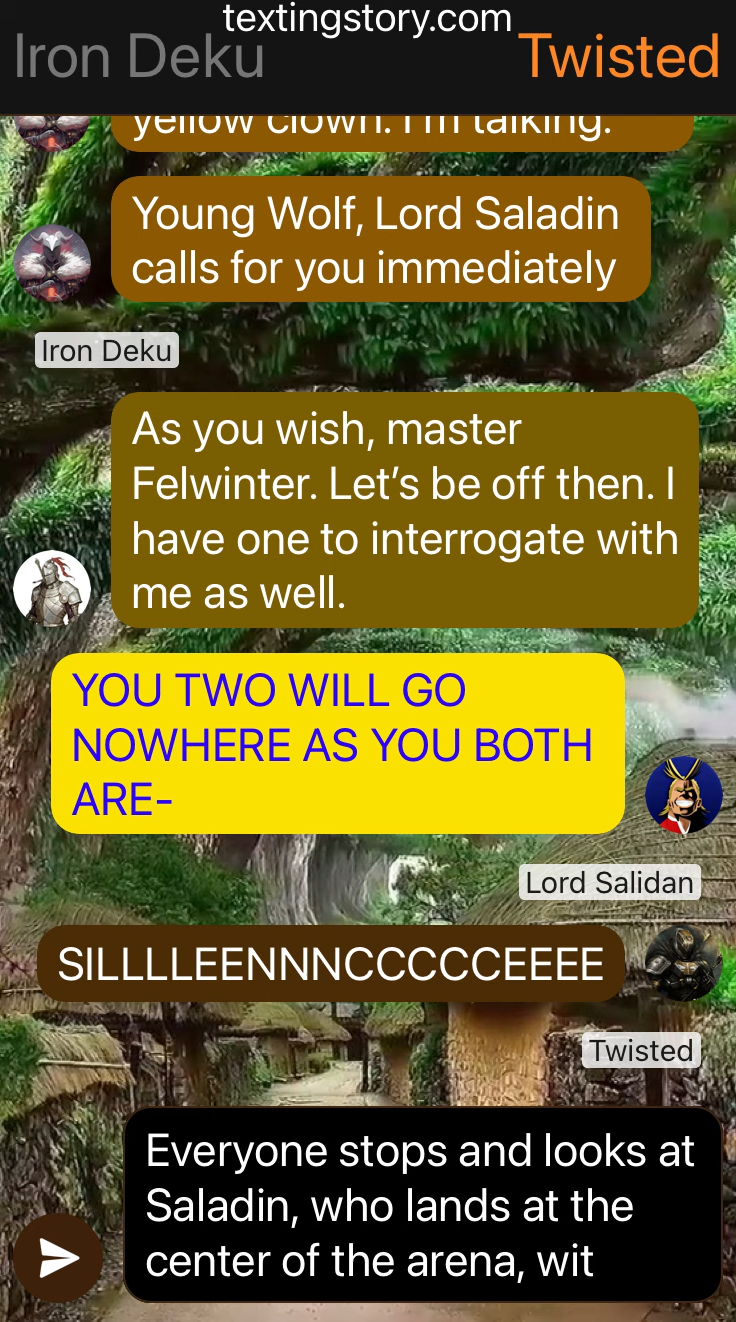 textingstory.com
Iron Deku
Twisted
yellow clown. I'm talking.
Young Wolf, Lord Saladin
calls for you immediately
Iron Deku
As you wish, master
Felwinter. Let’s be off then. I
have one to interrogate with
me as well.
YOU TWO WILL GO
NOWHERE AS YOU BOTH
ARE-
Lord Salidan
SILLLLEENNNCCCCCEEEE
Twisted
Everyone stops and looks at
Saladin, who lands at the
center of the arena, wit